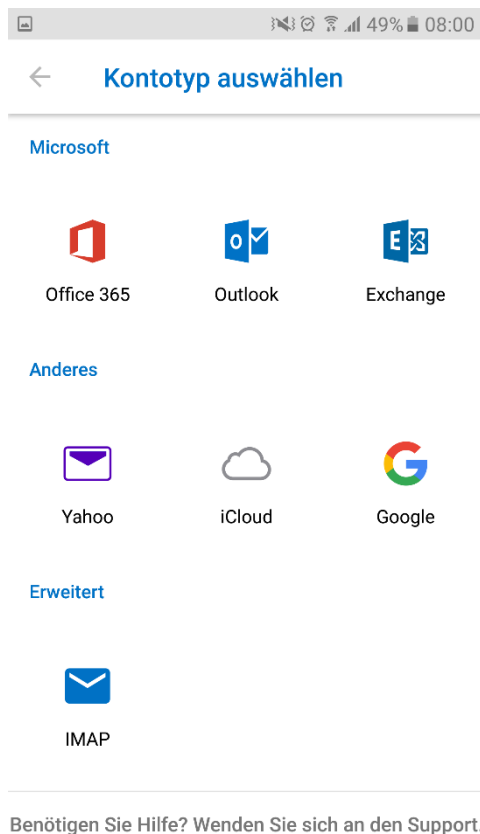 49% 08:00
Kontotyp auswählen
Microsoft
Office 365 Outlook Exchange
Anderes
Yahoo iCloud Google
Erweitert
IMAP
Benötigen Sie Hilfe? Wenden Sie sich an den Support.